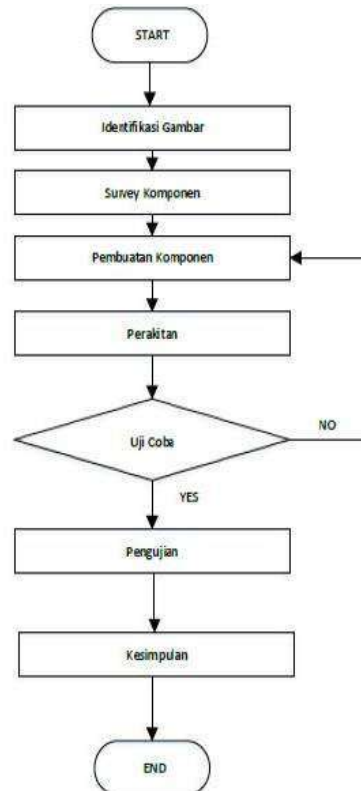 START
Identifikasi Gambar
Survey Komponen
Pembuatan Komponen
Perakitan
Uji Coba
NO
YES
Pengujian
Kesimpulan
END